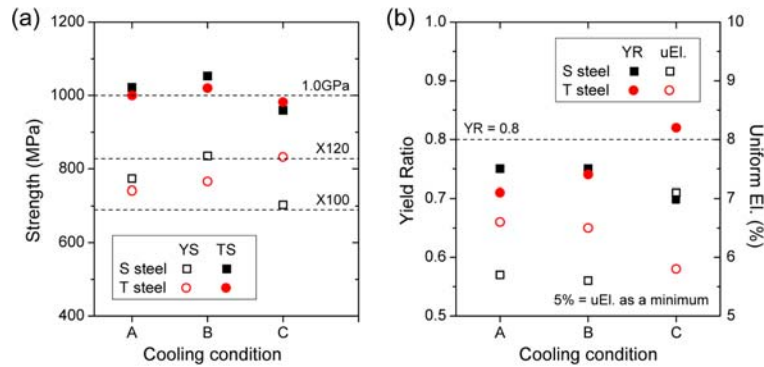 (a)
1200
1000
800
600
400
Strength (MPa)
1.0GPa
X120
X100
YS TS
S steel
T steel
A B C
Cooling condition
(b)
1.0
0.9
0.8
0.7
0.6
0.5
Yield Ratio
YR uEl.
S steel
T steel
YR = 0.8
5% = uEl. as a minimum
10
9
8
7
6
5
Uniform El. (%)
A B C
Cooling condition